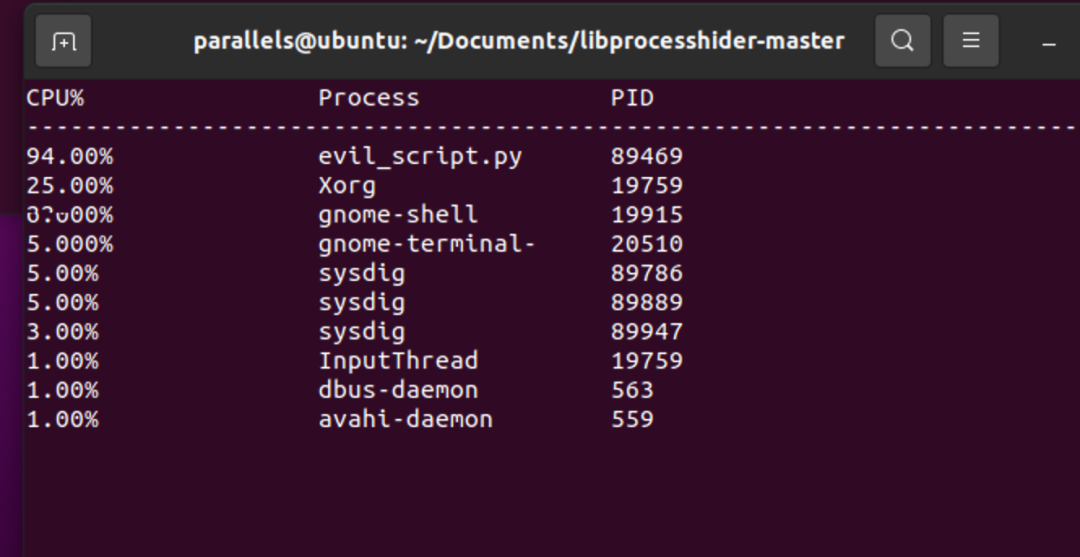 parallels@ubuntu: ~/Documents/libprocesshider-master
CPU% Process PID
--------------------------------------------------------------------------------
94.00% evil_script.py 89469
25.00% Xorg 19759
gnome-shell 19915
5.000% gnome-terminal- 20510
5.00% sysdig 89786
5.00% sysdig 89889
3.00% sysdig 89947
1.00% InputThread 19759
1.00% dbus-daemon 563
1.00% avahi-daemon 559